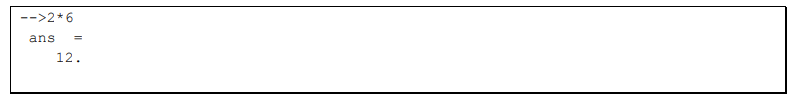 -->2*6
ans  =
12.